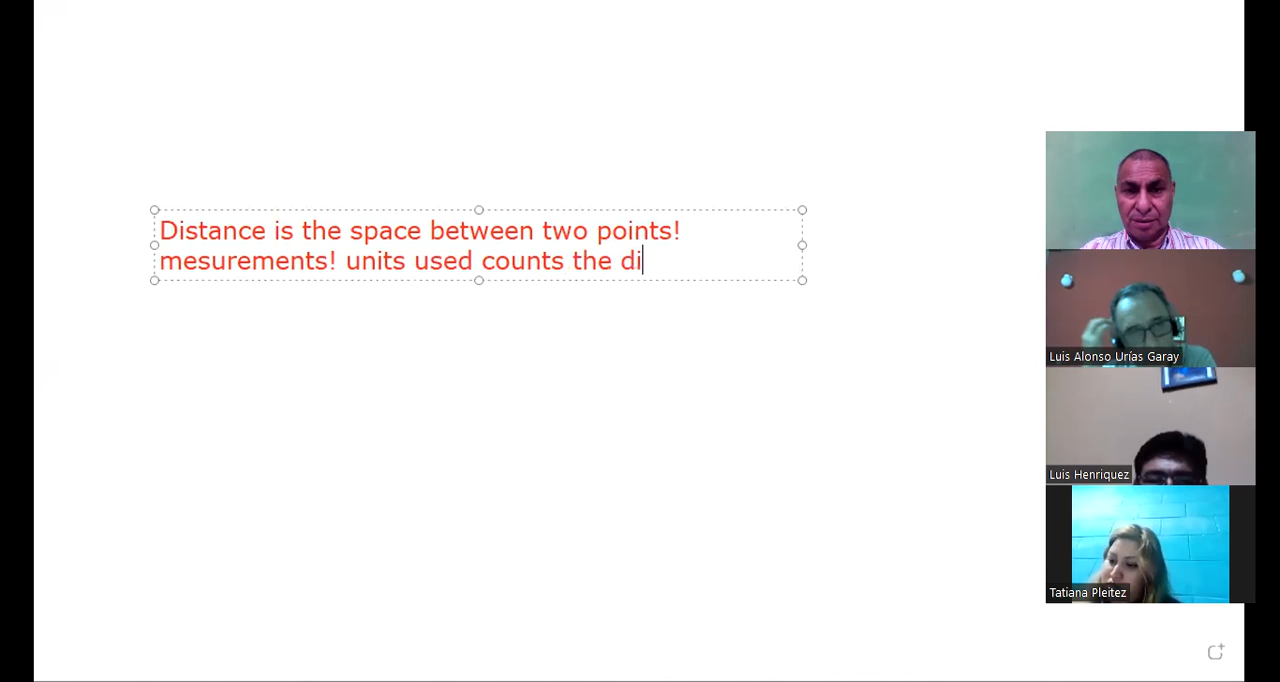 Distance is the space between two points!
mesurements! units used counts the di
Luis Alonso Urías Garay
Luis Henriquez
Tatiana Pleitez